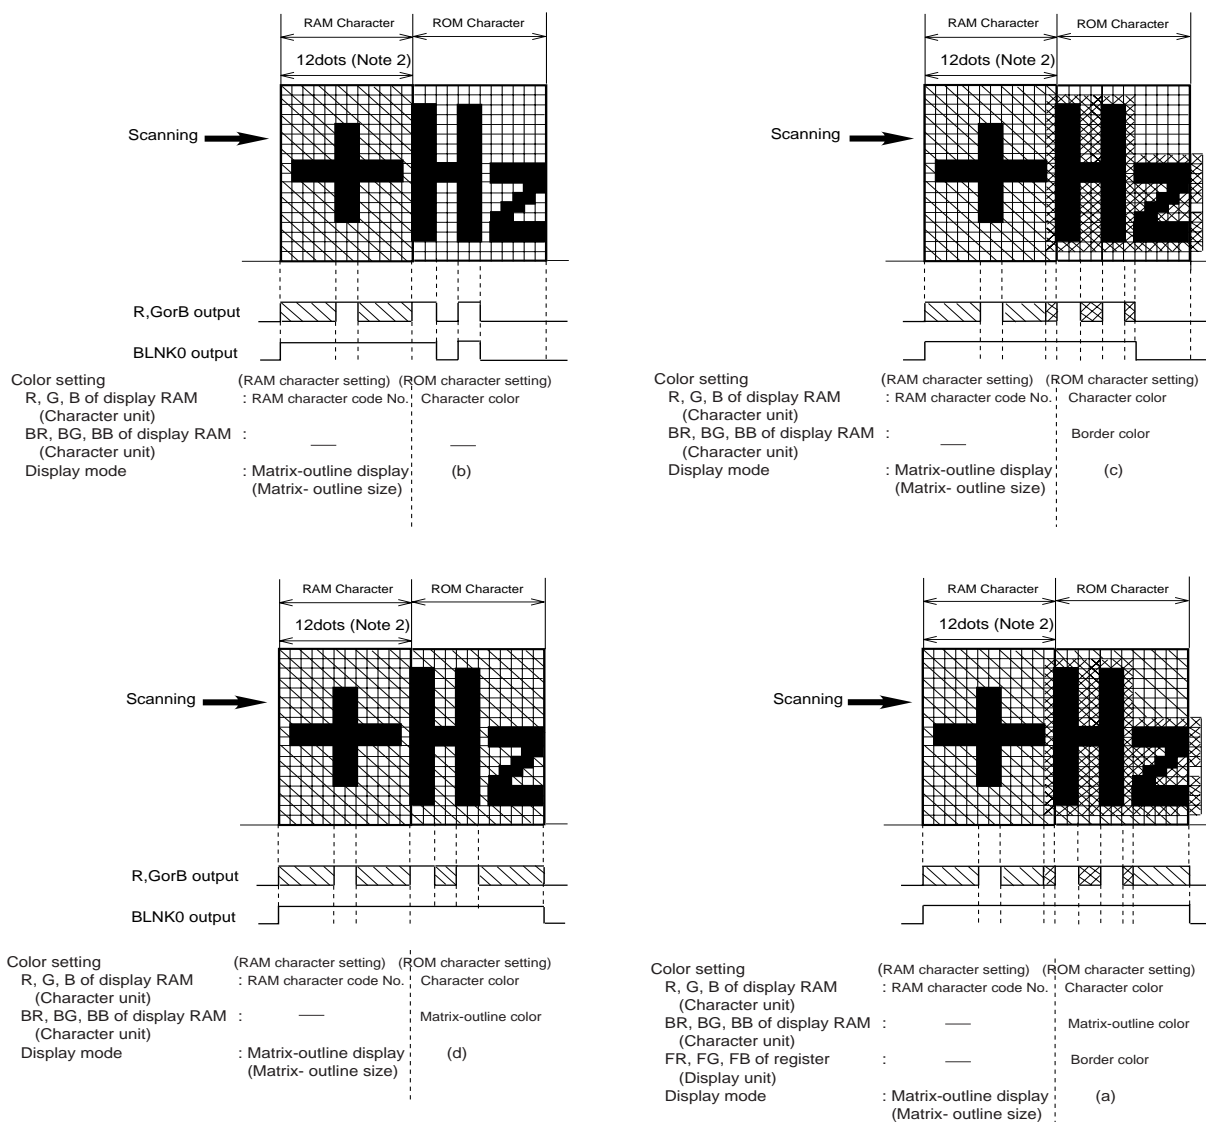 RAM Character ROM Character
12dots (Note 2)
Scanning
R,GorB output
BLNK0 output
Color setting (RAM character setting) (ROM character setting)
R, G, B of display RAM : RAM character code No. Character color
(Character unit)
BR, BG, BB of display RAM : — —
(Character unit)
Display mode : Matrix-outline display (b)
(Matrix- outline size)
RAM Character ROM Character
12dots (Note 2)
Scanning
Color setting (RAM character setting) (ROM character setting)
R, G, B of display RAM : RAM character code No. Character color
(Character unit)
BR, BG, BB of display RAM : — Border color
(Character unit)
Display mode : Matrix-outline display (c)
(Matrix- outline size)
RAM Character ROM Character
12dots (Note 2)
Scanning
R,GorB output
BLNK0 output
Color setting (RAM character setting) (ROM character setting)
R, G, B of display RAM : RAM character code No. Character color
(Character unit)
BR, BG, BB of display RAM : — Matrix-outline color
(Character unit)
Display mode : Matrix-outline display (d)
(Matrix- outline size)
RAM Character ROM Character
12dots (Note 2)
Scanning
Color setting (RAM character setting) (ROM character setting)
R, G, B of display RAM : RAM character code No. Character color
(Character unit)
BR, BG, BB of display RAM : — Matrix-outline color
(Character unit)
FR, FG, FB of register : — Border color
(Display unit)
Display mode : Matrix-outline display (a)
(Matrix- outline size)